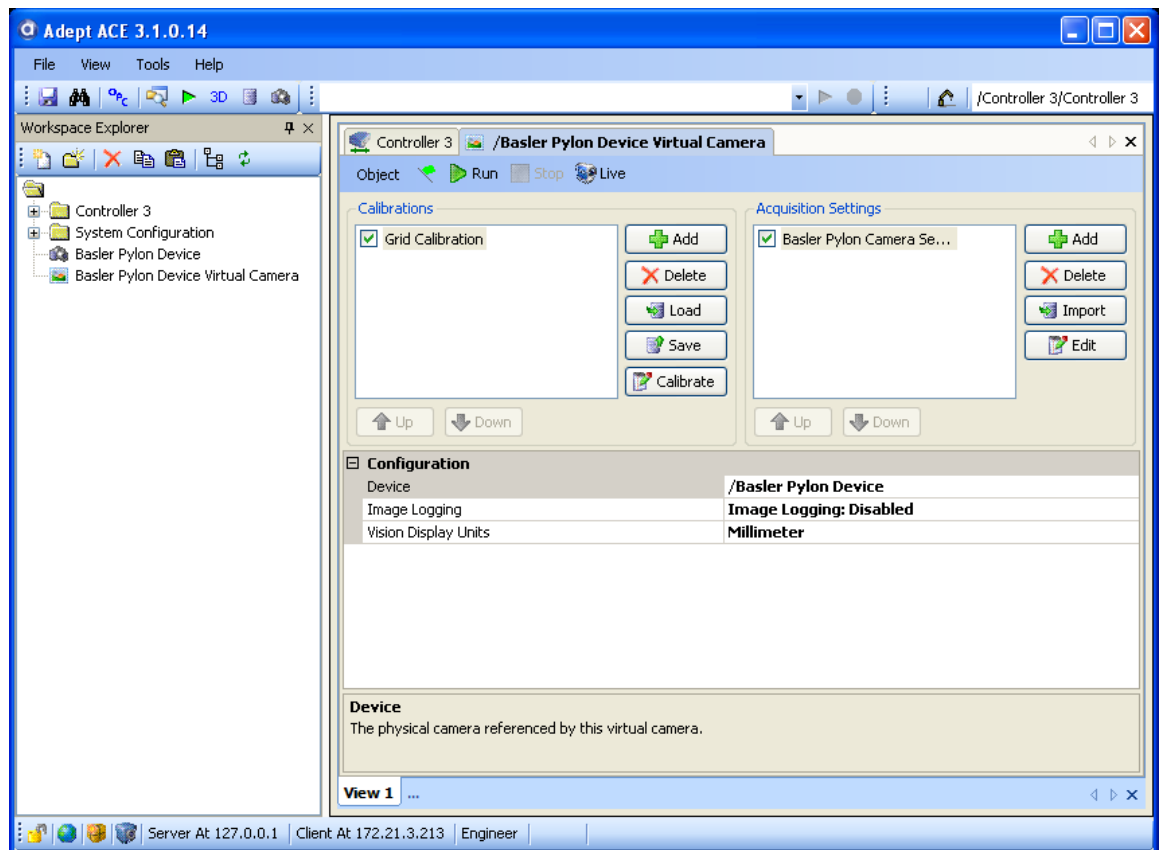 Adept ACE 3.1.0.14
File View Tools Help
3D
/Controller 3/Controller 3
Workspace Explorer
Controller 3
System Configuration
Basler Pylon Device
Basler Pylon Device Virtual Camera
Controller 3
/Basler Pylon Device Virtual Camera
Object Run Stop Live
Calibrations
Grid Calibration
Add
Delete
Load
Save
Calibrate
Up Down
Acquisition Settings
Basler Pylon Camera Se...
Add
Delete
Import
Edit
Up Down
Configuration
Device /Basler Pylon Device
Image Logging Image Logging: Disabled
Vision Display Units Millimeter
Device
The physical camera referenced by this virtual camera.
View 1 ...
Server At 127.0.0.1 Client At 172.21.3.213 Engineer